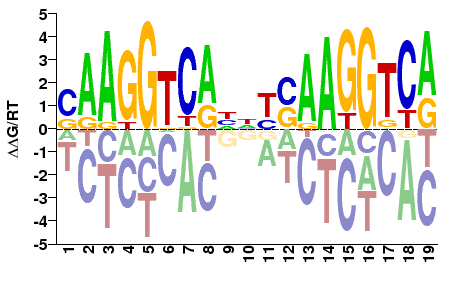 5
4
3
2
1
0
-1
-2
-3
-4
-5
ΔΔG/RT
C A A G G T C A T T T C A A G G T C A
G G G T T G T G C C C G G T T G T G
A T C A A C A T G G A A C C A C C G T
T C T C C C A T T C A A C
T T
1 2 3 4 5 6 7 8 9 10 11 12 13 14 15 16 17 18 19